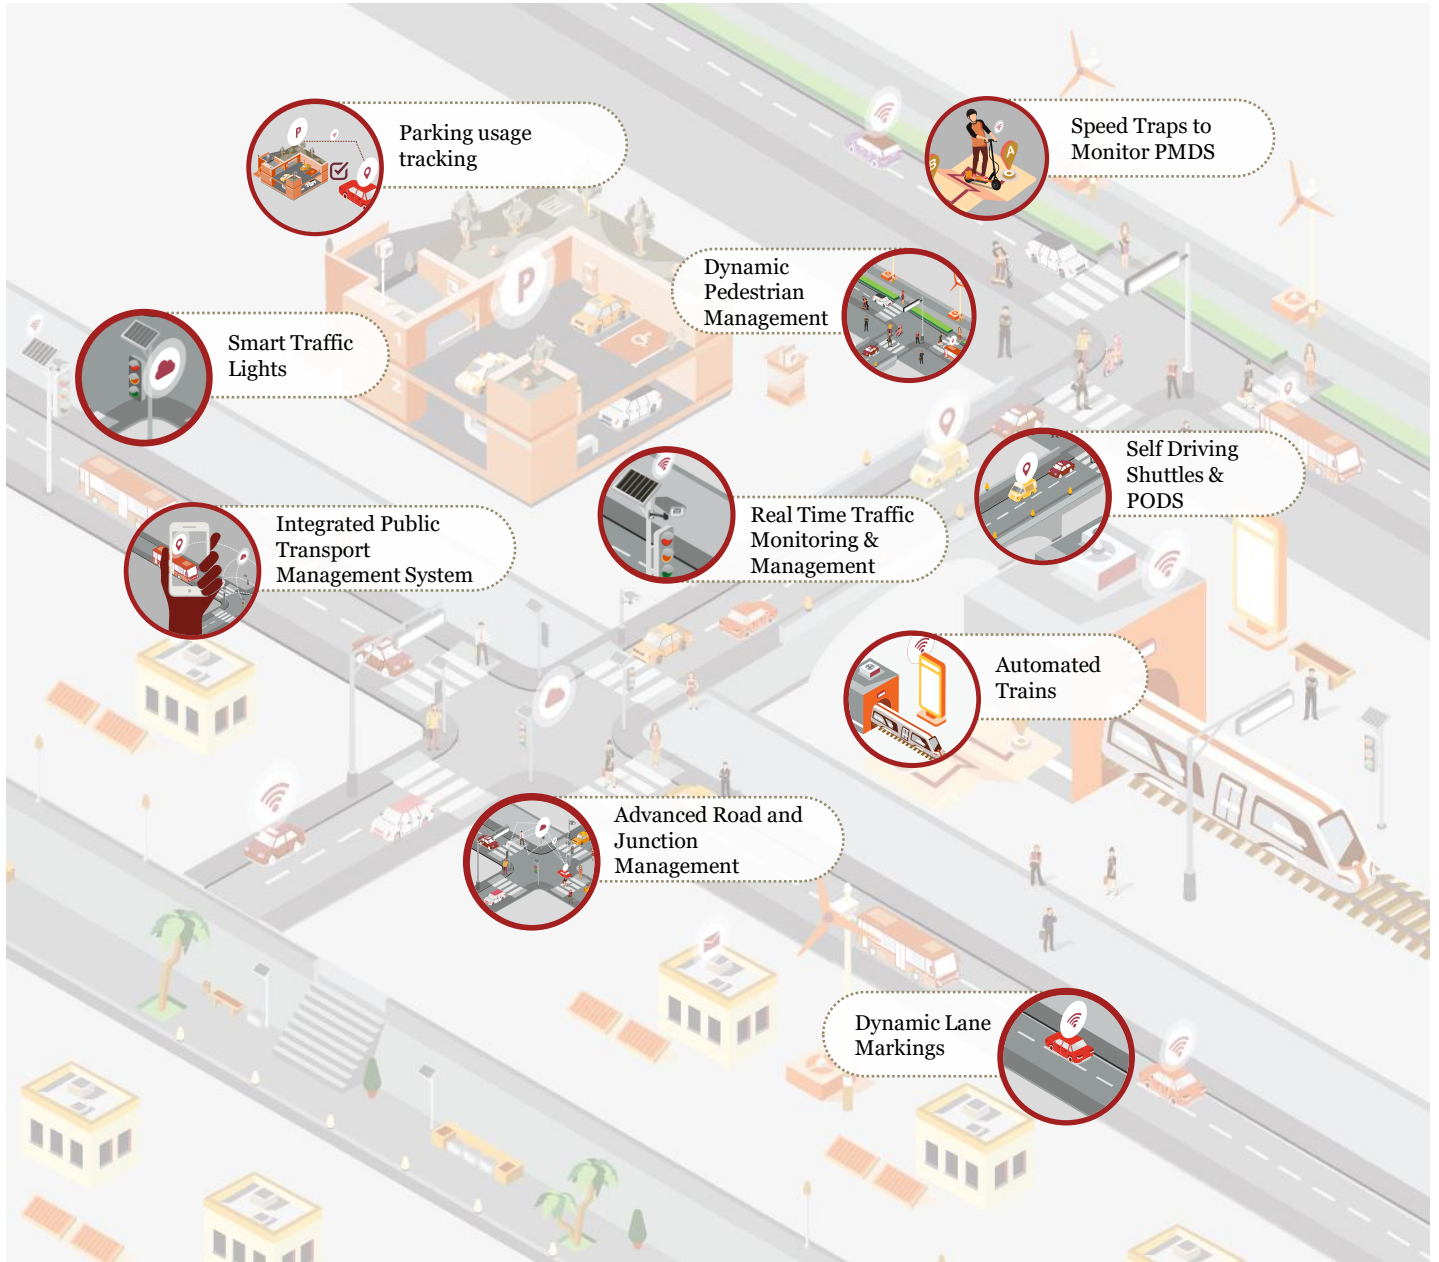 Parking usage
tracking
Speed Traps to
Monitor PMDS
Dynamic
Pedestrian
Management
Smart Traffic
Lights
Self Driving
Shuttles &
PODS
Integrated Public
Transport
Management System
Real Time Traffic
Monitoring &
Management
Automated
Trains
Advanced Road and
Junction
Management
Dynamic Lane
Markings
P
P
A
B
1
2